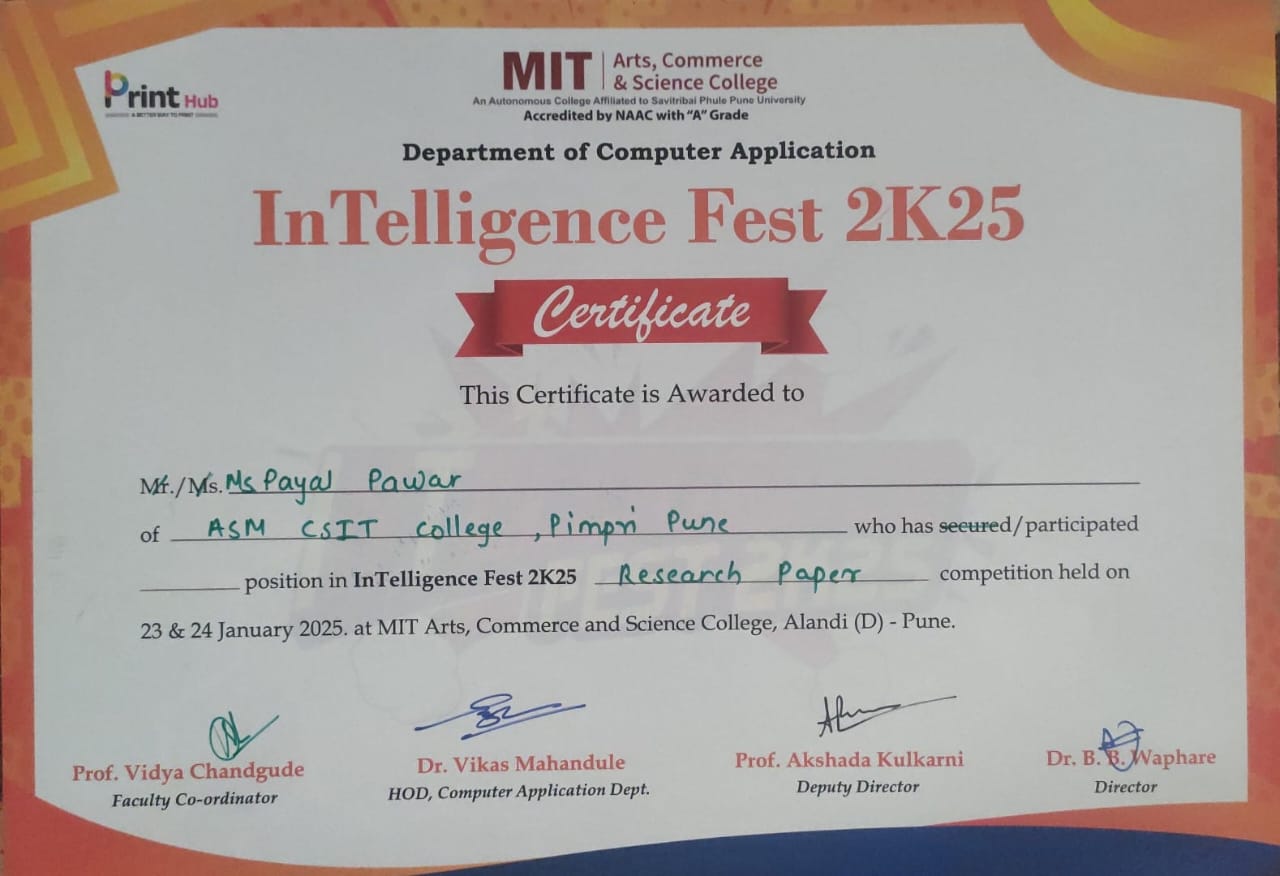 Print Hub
A BETTER WAY TO PRINT
MIT | Arts, Commerce
& Science College
An Autonomous College Affiliated to Savitribai Phule Pune University
Accredited by NAAC with "A" Grade
Department of Computer Application
InTelligence Fest 2K25
Certificate
This Certificate is Awarded to
Mr./Ms. Ms Payal Pawar
of ASM CSIT College, Pimpri Pune who has secured/participated
position in InTelligence Fest 2K25 Research Paper competition held on
23 & 24 January 2025. at MIT Arts, Commerce and Science College, Alandi (D) - Pune.
Prof. Vidya Chandgude
Faculty Co-ordinator
Dr. Vikas Mahandule
HOD, Computer Application Dept.
Prof. Akshada Kulkarni
Deputy Director
Dr. B. B. Waphare
Director